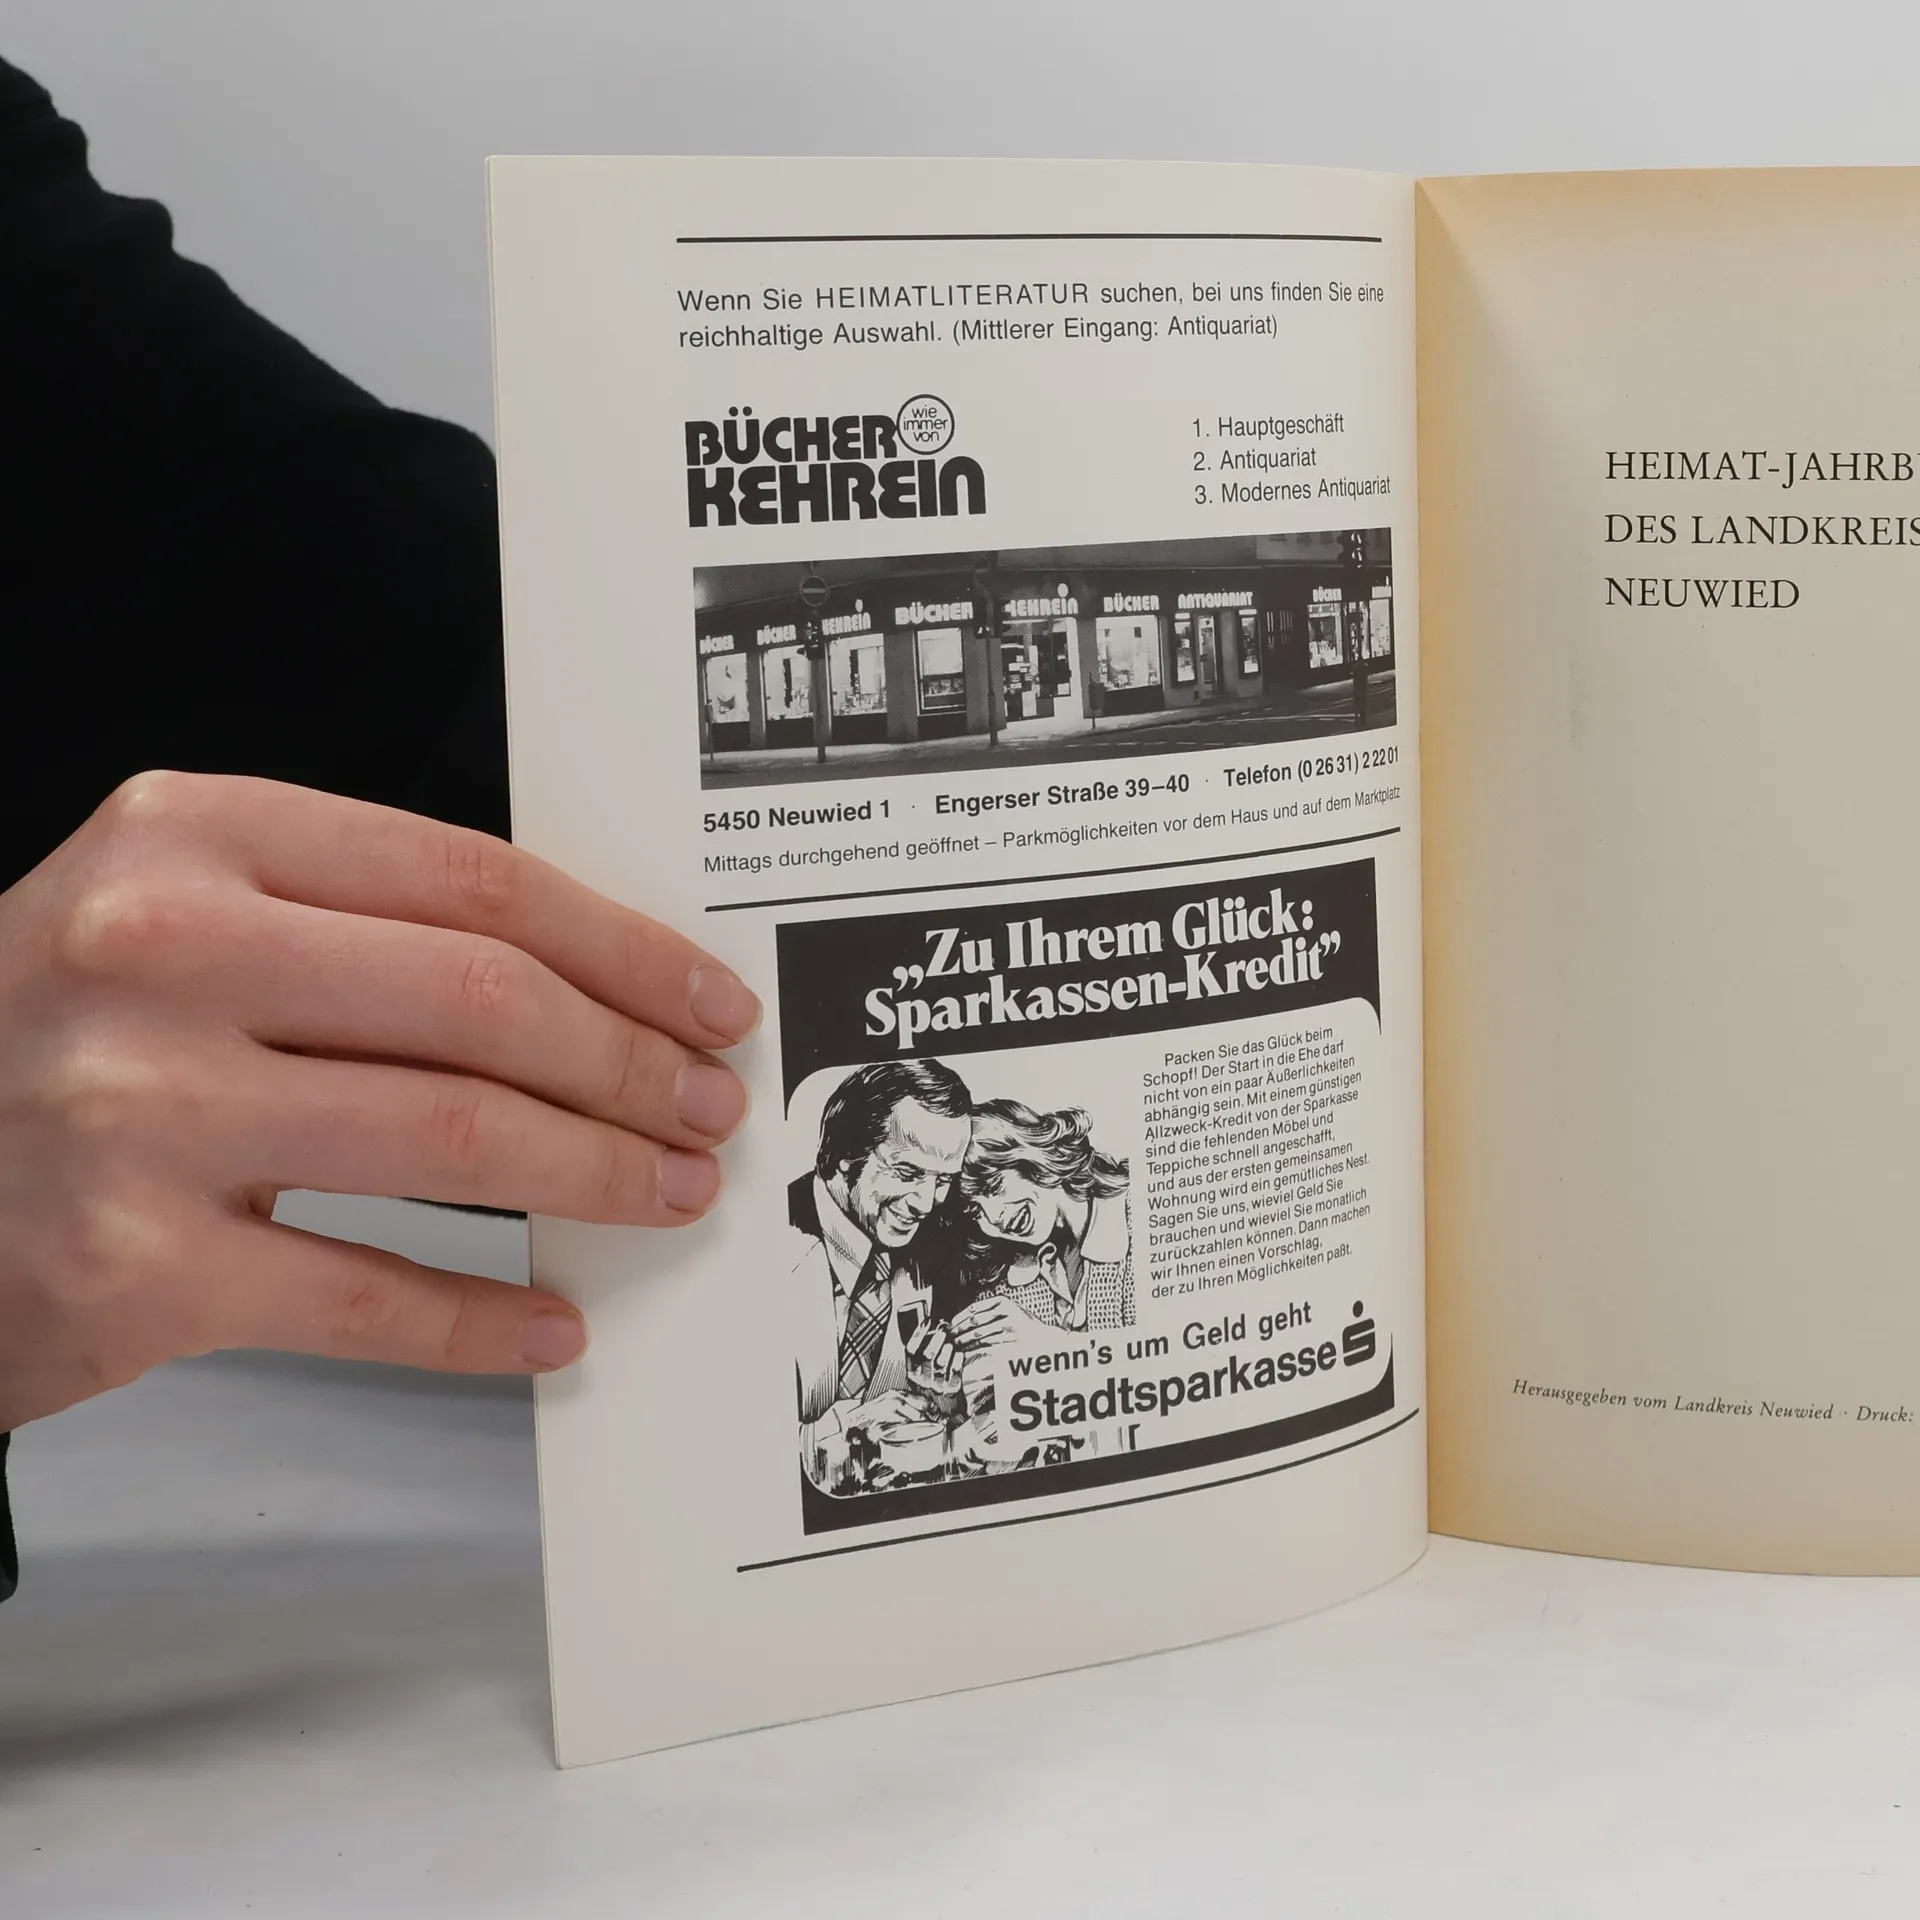 Wenn Sie HEIMATLITERATUR suchen, bei uns finden Sie eine
reichhaltige Auswahl. (Mittlerer Eingang: Antiquariat)
BÜCHER
wie
immer
von
KEHREIN
1. Hauptgeschäft
2. Antiquariat
3. Modernes Antiquariat
BÜCHER
BÜCHER
KEHREIN
BÜCHER
KEHREIN
BÜCHER
ANTIQUARIAT
BÜCHER
5450 Neuwied 1 · Engerser Straße 39–40 · Telefon (0 26 31) 2 22 01
Mittags durchgehend geöffnet – Parkmöglichkeiten vor dem Haus und auf dem Marktplatz
„Zu Ihrem Glück:
Sparkassen-Kredit”
Packen Sie das Glück beim
Schopf! Der Start in die Ehe darf
nicht von ein paar Äußerlichkeiten
abhängig sein. Mit einem günstigen
Allzweck-Kredit von der Sparkasse
sind die fehlenden Möbel und
Teppiche schnell angeschafft,
und aus der ersten gemeinsamen
Wohnung wird ein gemütliches Nest.
Sagen Sie uns, wieviel Geld Sie
brauchen und wieviel Sie monatlich
zurückzahlen können. Dann machen
wir Ihnen einen Vorschlag,
der zu Ihren Möglichkeiten paßt.
wenn's um Geld geht
Stadtsparkasse
HEIMAT-JAHRB
DES LANDKREIS
NEUWIED
Herausgegeben vom Landkreis Neuwied · Druck: